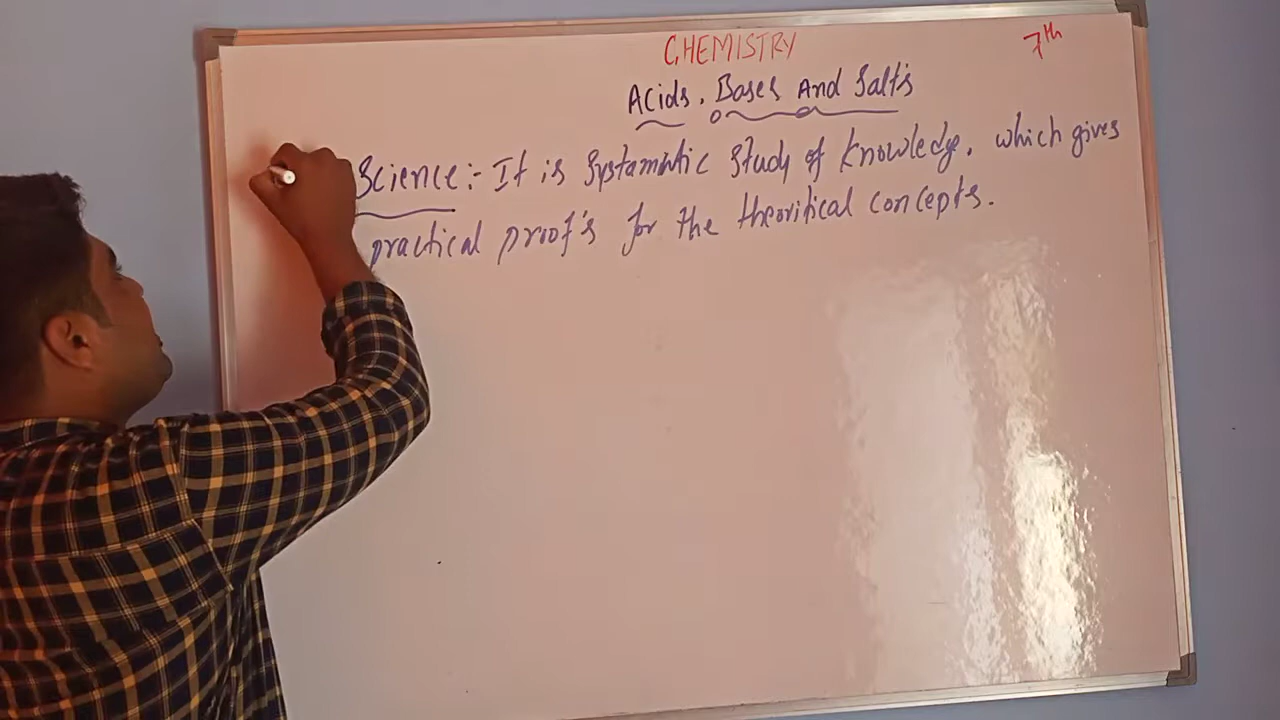 CHEMISTRY
7th
Acids, Bases And Salt's
Science:- It is Systamatic Study of knowledge, which gives
practical proof's for the theoritical concepts.